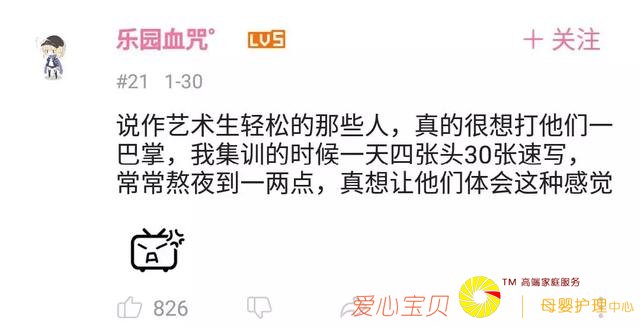 乐园血咒°
LV5
+ 关注
#21 1-30
说作艺术生轻松的那些人，真的很想打他们一
巴掌，我集训的时候一天四张头30张速写，
常常熬夜到一两点，真想让他们体会这种感觉
826
爱心宝贝
TM 高端家庭服务
母婴护理中心